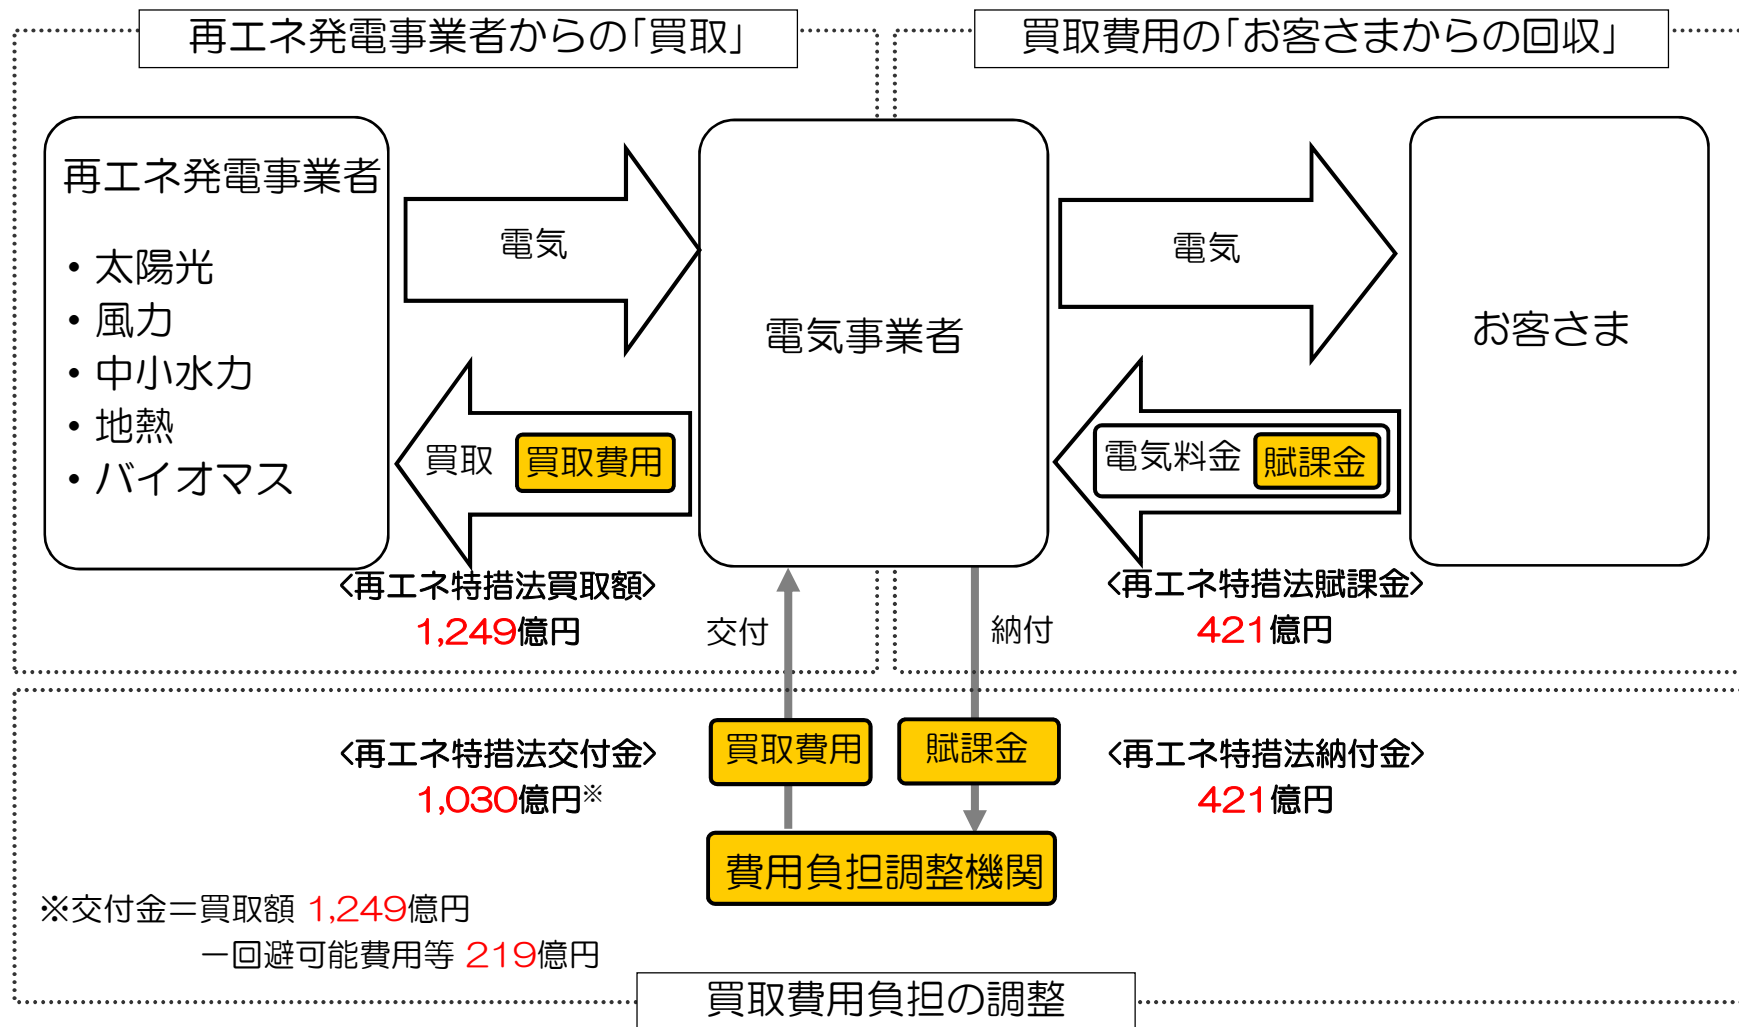 再エネ発電事業者からの「買取」
買取費用の「お客さまからの回収」
再エネ発電事業者
・太陽光
・風力
・中小水力
・地熱
・バイオマス
電気
買取 買取費用
電気事業者
電気
電気料金 賦課金
お客さま
<再エネ特措法買取額>
1,249億円
交付
納付
<再エネ特措法賦課金>
421億円
<再エネ特措法交付金>
1,030億円※
買取費用
賦課金
<再エネ特措法納付金>
421億円
費用負担調整機関
※交付金＝買取額 1,249億円
－回避可能費用等 219億円
買取費用負担の調整